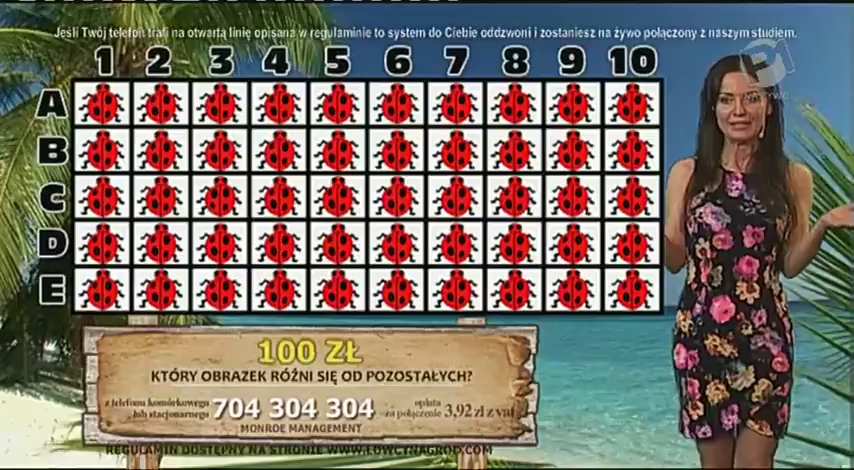 Jeśli Twój telefon trafi na otwartą linię opisaną w regulaminie to system do Ciebie oddzwoni i zostaniesz na żywo połączony z naszym studiem.
1 2 3 4 5 6 7 8 9 10
A
B
C
D
E
100 ZŁ
KTÓRY OBRAZEK RÓŻNI SIĘ OD POZOSTAŁYCH?
z telefonu komórkowego
lub stacjonarnego
704 304 304
opłata
za połączenie 3,92 zł z vat
MONROE MANAGEMENT
REGULAMIN DOSTĘPNY NA STRONIE WWW.LOWCYNAGROD.COM